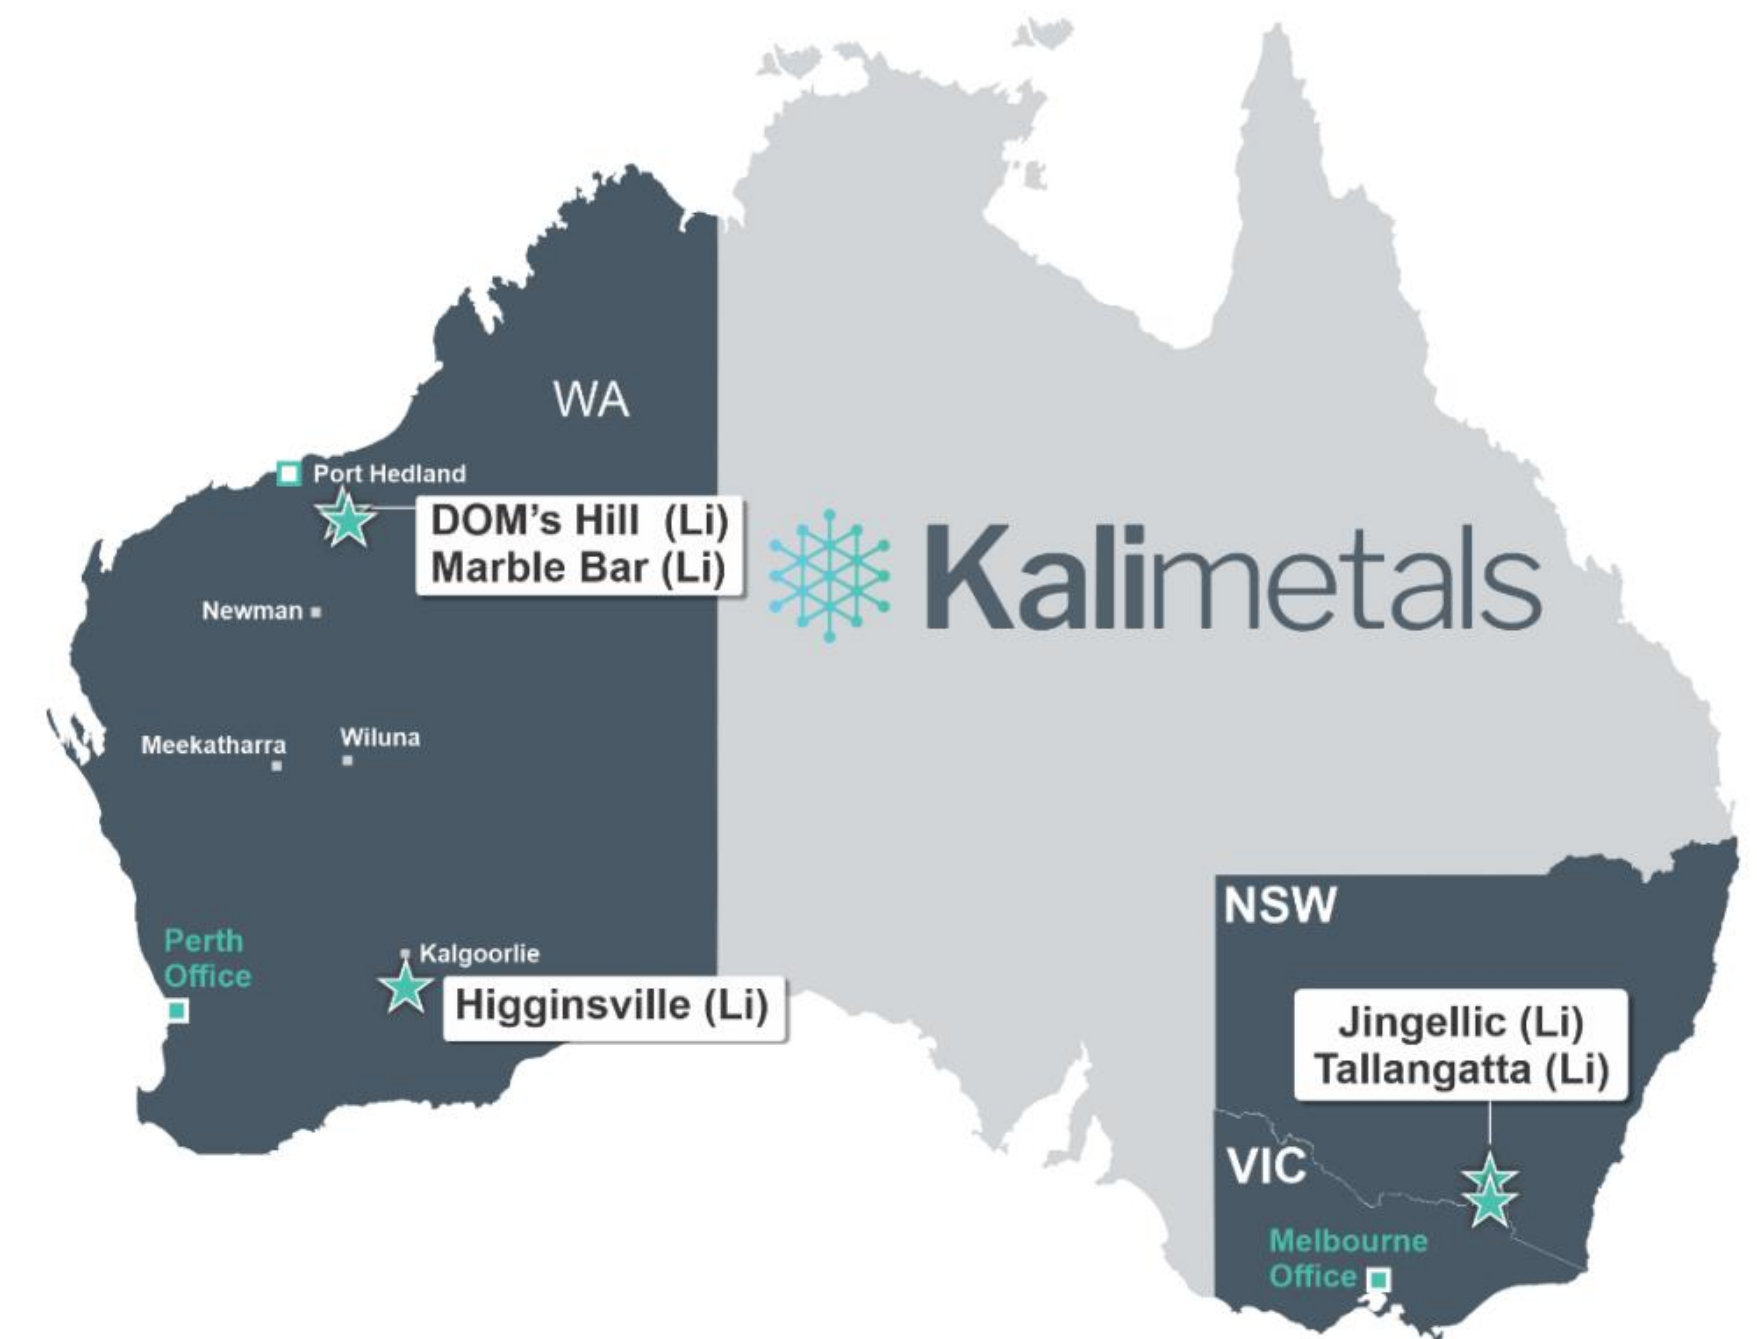 WA
Port Hedland
DOM's Hill (Li)
Marble Bar (Li)
Kalimetals
Newman
Wiluna
Meekatharra
NSW
Perth
Office
Kalgoorlie
Higginsville (Li)
Jingellic (Li)
Tallangatta (Li)
VIC
Melbourne
Office